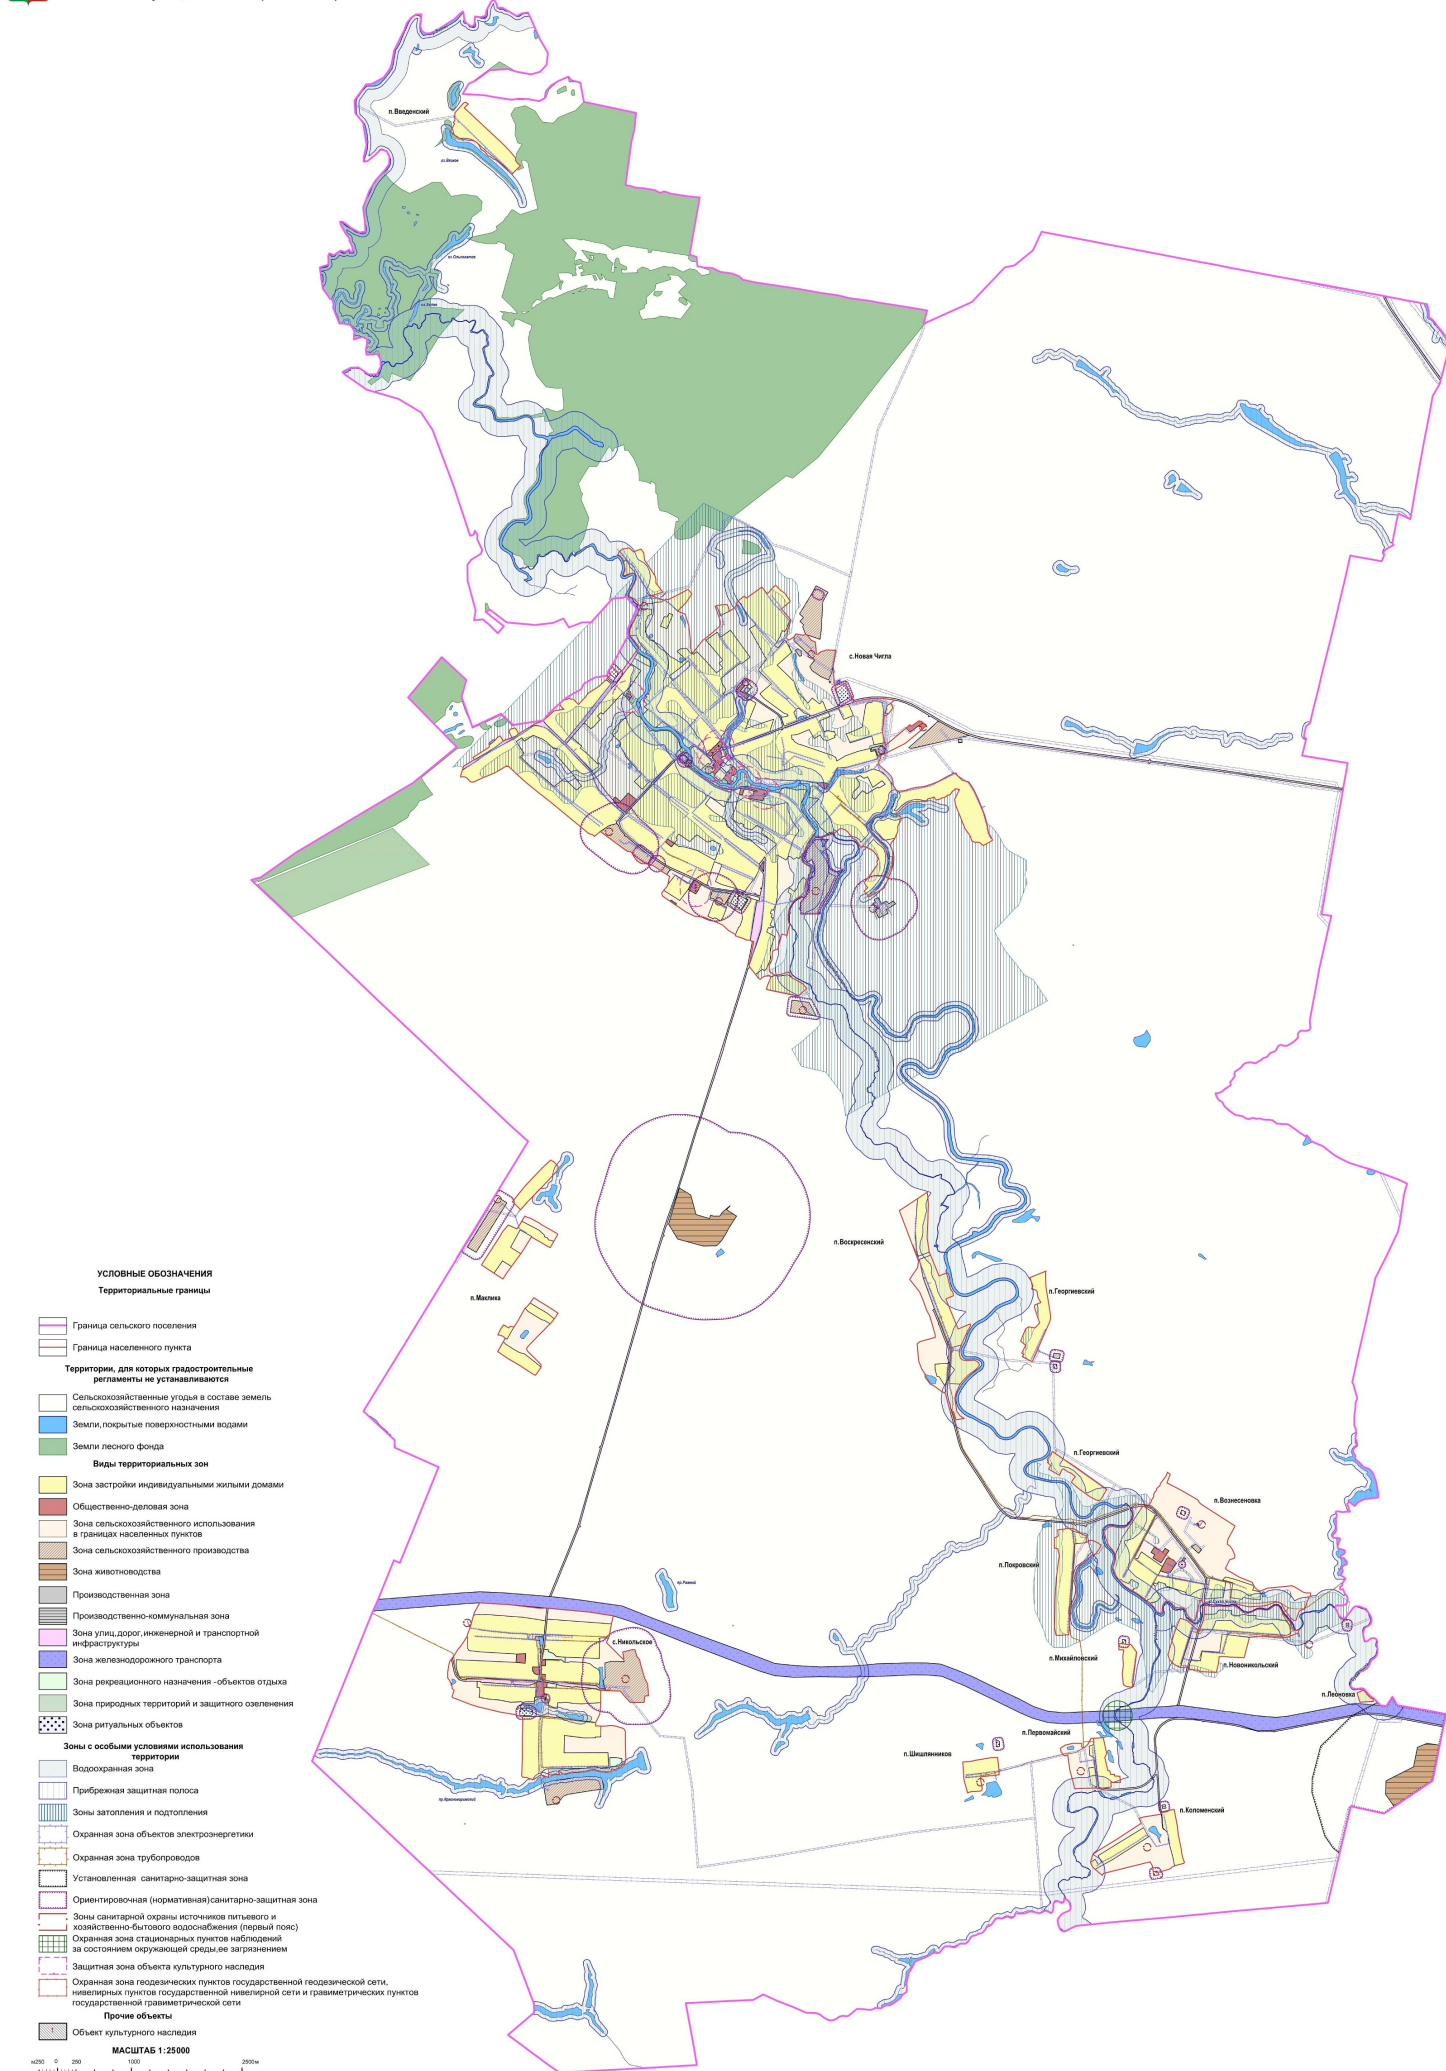 п.Введенский
оз.Ольховатое
с.Новая Чигла
п.Воскресенский
п.Георгиевский
п.Маклика
п.Георгиевский
п.Вознесеновка
п.Покровский
с.Никольское
п.Михайловский
п.Новоникольский
п.Леоновка
п.Первомайский
п.Шишлянников
п.Коломенский
УСЛОВНЫЕ ОБОЗНАЧЕНИЯ
Территориальные границы
Граница сельского поселения
Граница населенного пункта
Территории, для которых градостроительные
регламенты не устанавливаются
Сельскохозяйственные угодья в составе земель
сельскохозяйственного назначения
Земли,покрытые поверхностными водами
Земли лесного фонда
Виды территориальных зон
Зона застройки индивидуальными жилыми домами
Общественно-деловая зона
Зона сельскохозяйственного использования
в границах населенных пунктов
Зона сельскохозяйственного производства
Зона животноводства
Производственная зона
Производственно-коммунальная зона
Зона улиц,дорог,инженерной и транспортной
инфраструктуры
Зона железнодорожного транспорта
Зона рекреационного назначения -объектов отдыха
Зона природных территорий и защитного озеленения
Зона ритуальных объектов
Зоны с особыми условиями использования
территории
Водоохранная зона
Прибрежная защитная полоса
Зоны затопления и подтопления
Охранная зона объектов электроэнергетики
Охранная зона трубопроводов
Установленная санитарно-защитная зона
Ориентировочная (нормативная)санитарно-защитная зона
Зоны санитарной охраны источников питьевого и
хозяйственно-бытового водоснабжения (первый пояс)
Охранная зона стационарных пунктов наблюдений
за состоянием окружающей среды,ее загрязнением
Защитная зона объекта культурного наследия
Охранная зона геодезических пунктов государственной геодезической сети,
нивелирных пунктов государственной нивелирной сети и гравиметрических пунктов
государственной гравиметрической сети
Прочие объекты
Объект культурного наследия
МАСШТАБ 1:25000
м250 0 250 1000 2500м